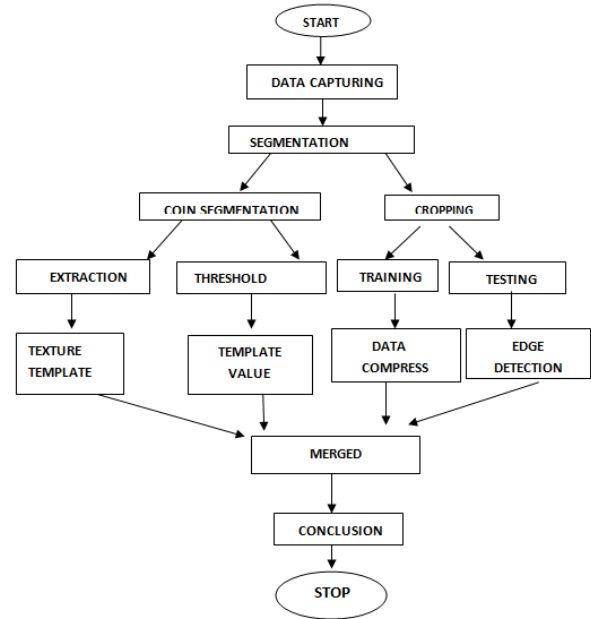 START
DATA CAPTURING
SEGMENTATION
COIN SEGMENTATION
CROPPING
EXTRACTION
THRESHOLD
TRAINING
TESTING
TEXTURE
TEMPLATE
TEMPLATE
VALUE
DATA
COMPRESS
EDGE
DETECTION
MERGED
CONCLUSION
STOP